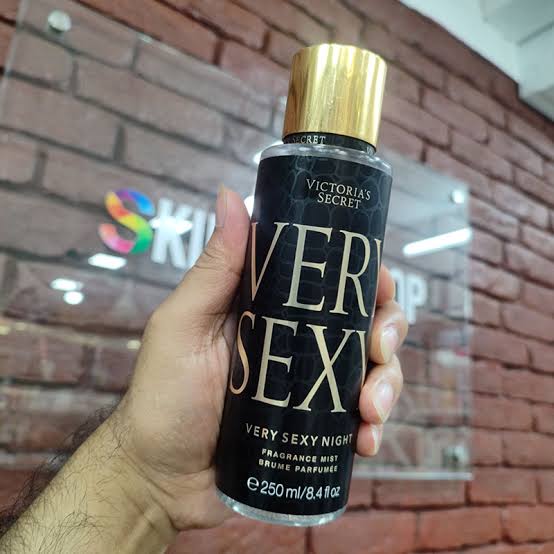 SECRET
VICTORIA'S
SECRET
VERY
SEXY
VERY SEXY NIGHT
FRAGRANCE MIST
BRUME PARFUMÉE
℮ 250 ml/8.4 fl oz